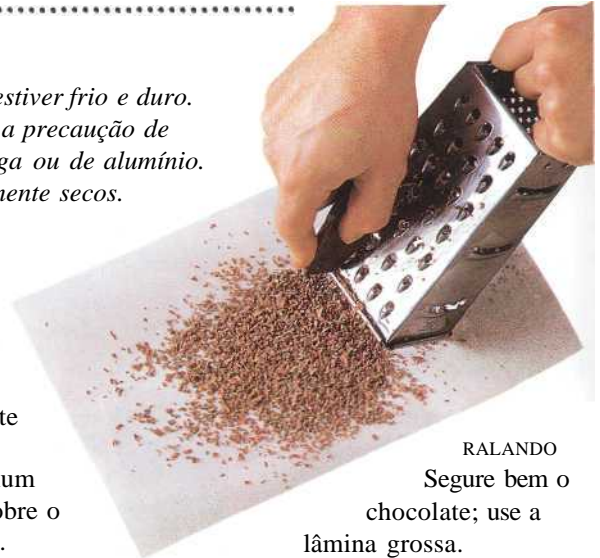 estiver frio e duro.
a precaução de
ga ou de alumínio.
mente secos.
te
um
obre o
.
RALANDO
Segure bem o
chocolate; use a
lâmina grossa.